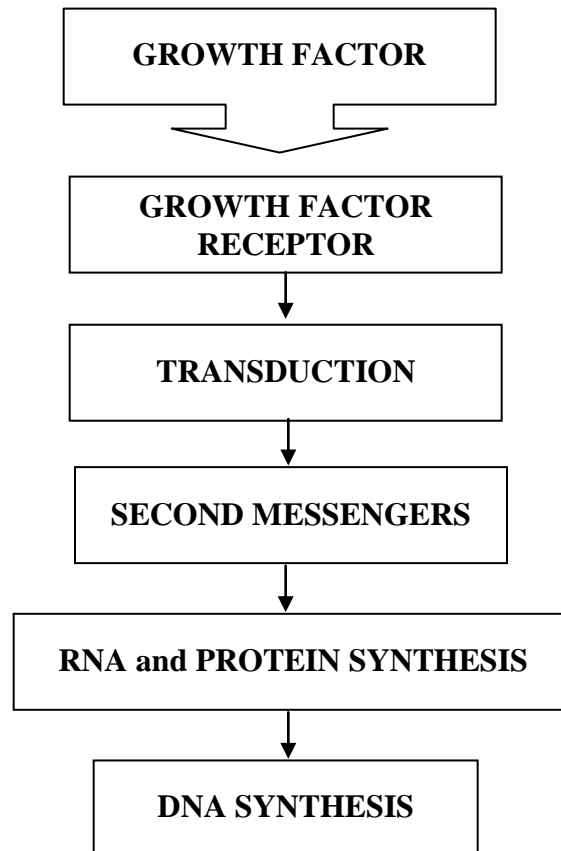 GROWTH FACTOR
GROWTH FACTOR
RECEPTOR
TRANSDUCTION
SECOND MESSENGERS
RNA and PROTEIN SYNTHESIS
DNA SYNTHESIS